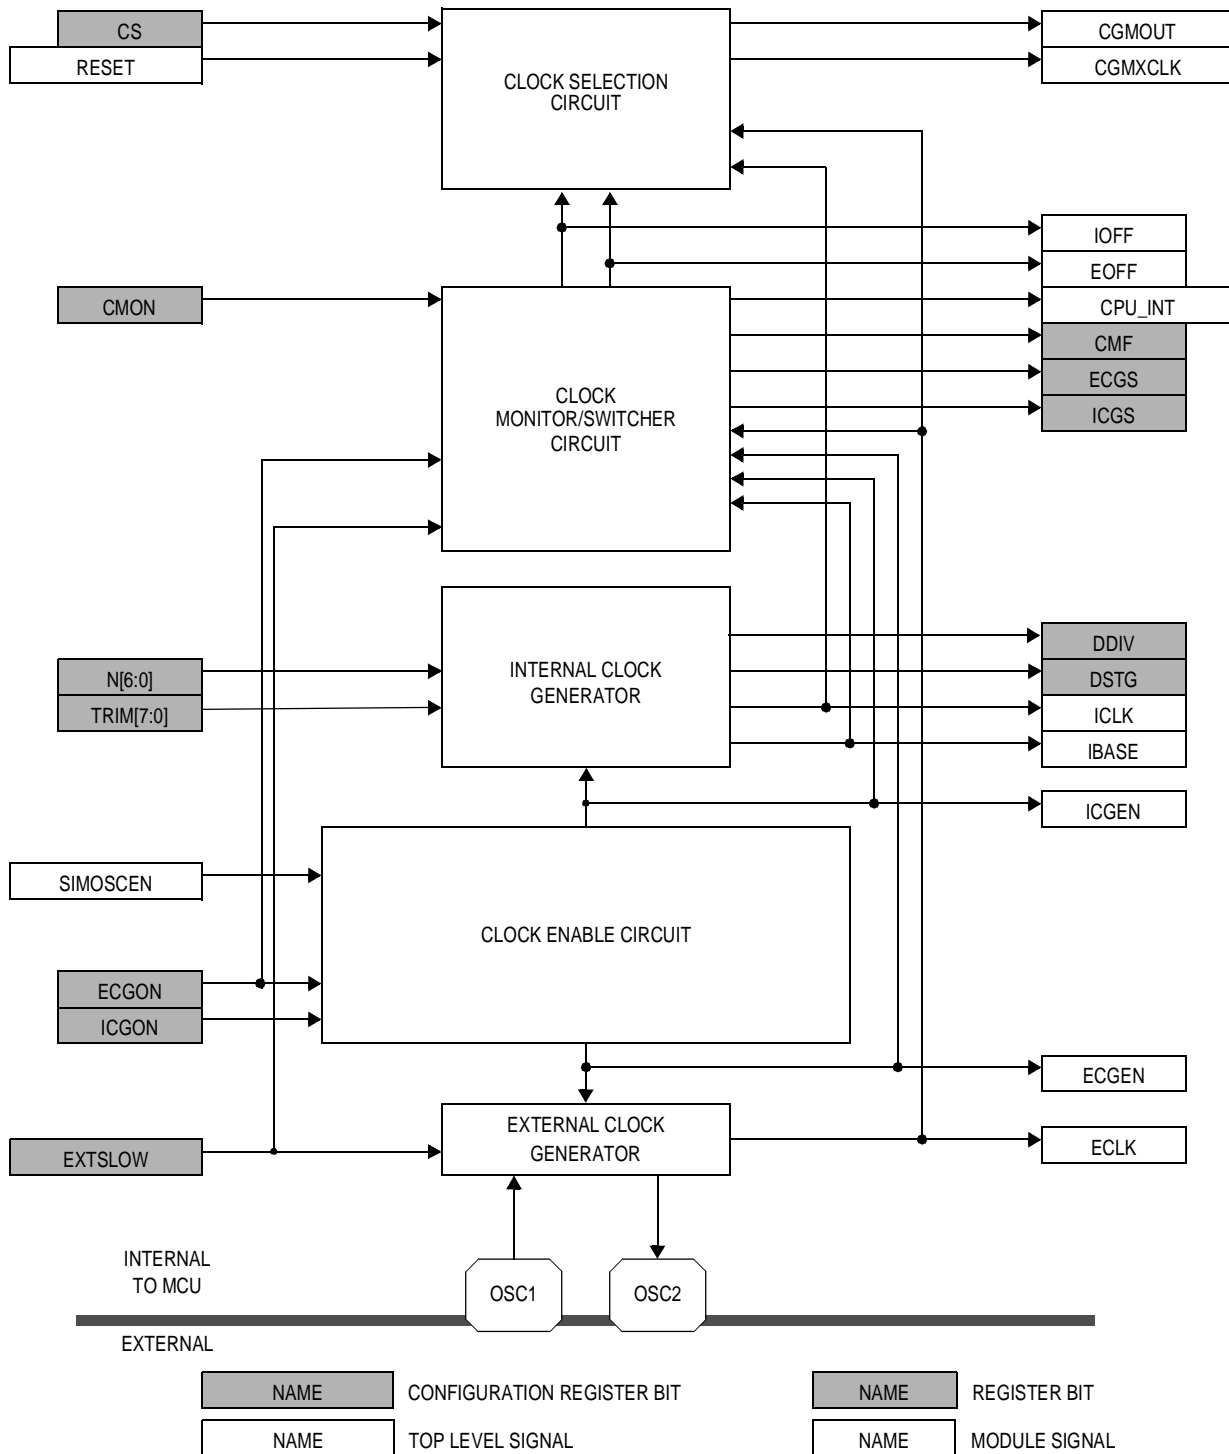 CS
RESET
CLOCK SELECTION
CIRCUIT
CGMOUT
CGMXCLK
IOFF
EOFF
CPU_INT
CMF
ECGS
ICGS
CMON
CLOCK
MONITOR/SWITCHER
CIRCUIT
N[6:0]
TRIM[7:0]
INTERNAL CLOCK
GENERATOR
DDIV
DSTG
ICLK
IBASE
ICGEN
SIMOSCEN
CLOCK ENABLE CIRCUIT
ECGON
ICGON
ECGEN
EXTSLOW
EXTERNAL CLOCK
GENERATOR
ECLK
INTERNAL
TO MCU
OSC1
OSC2
EXTERNAL
NAME CONFIGURATION REGISTER BIT
NAME REGISTER BIT
NAME TOP LEVEL SIGNAL
NAME MODULE SIGNAL